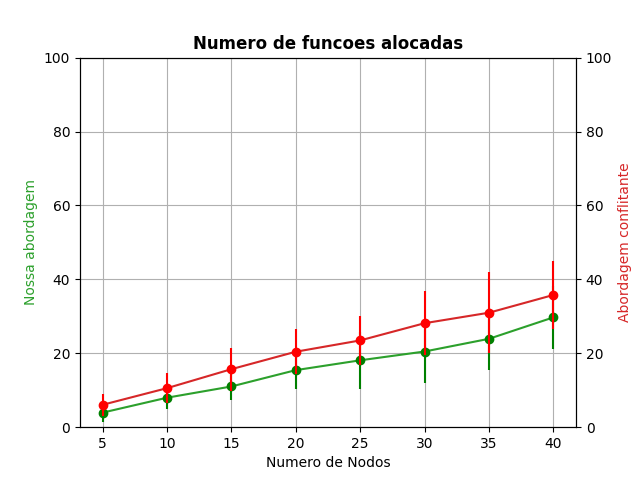 Numero de funcoes alocadas
100
80
60
40
20
0
Nossa abordagem
100
80
60
40
20
0
Abordagem conflitante
5 10 15 20 25 30 35 40
Numero de Nodos